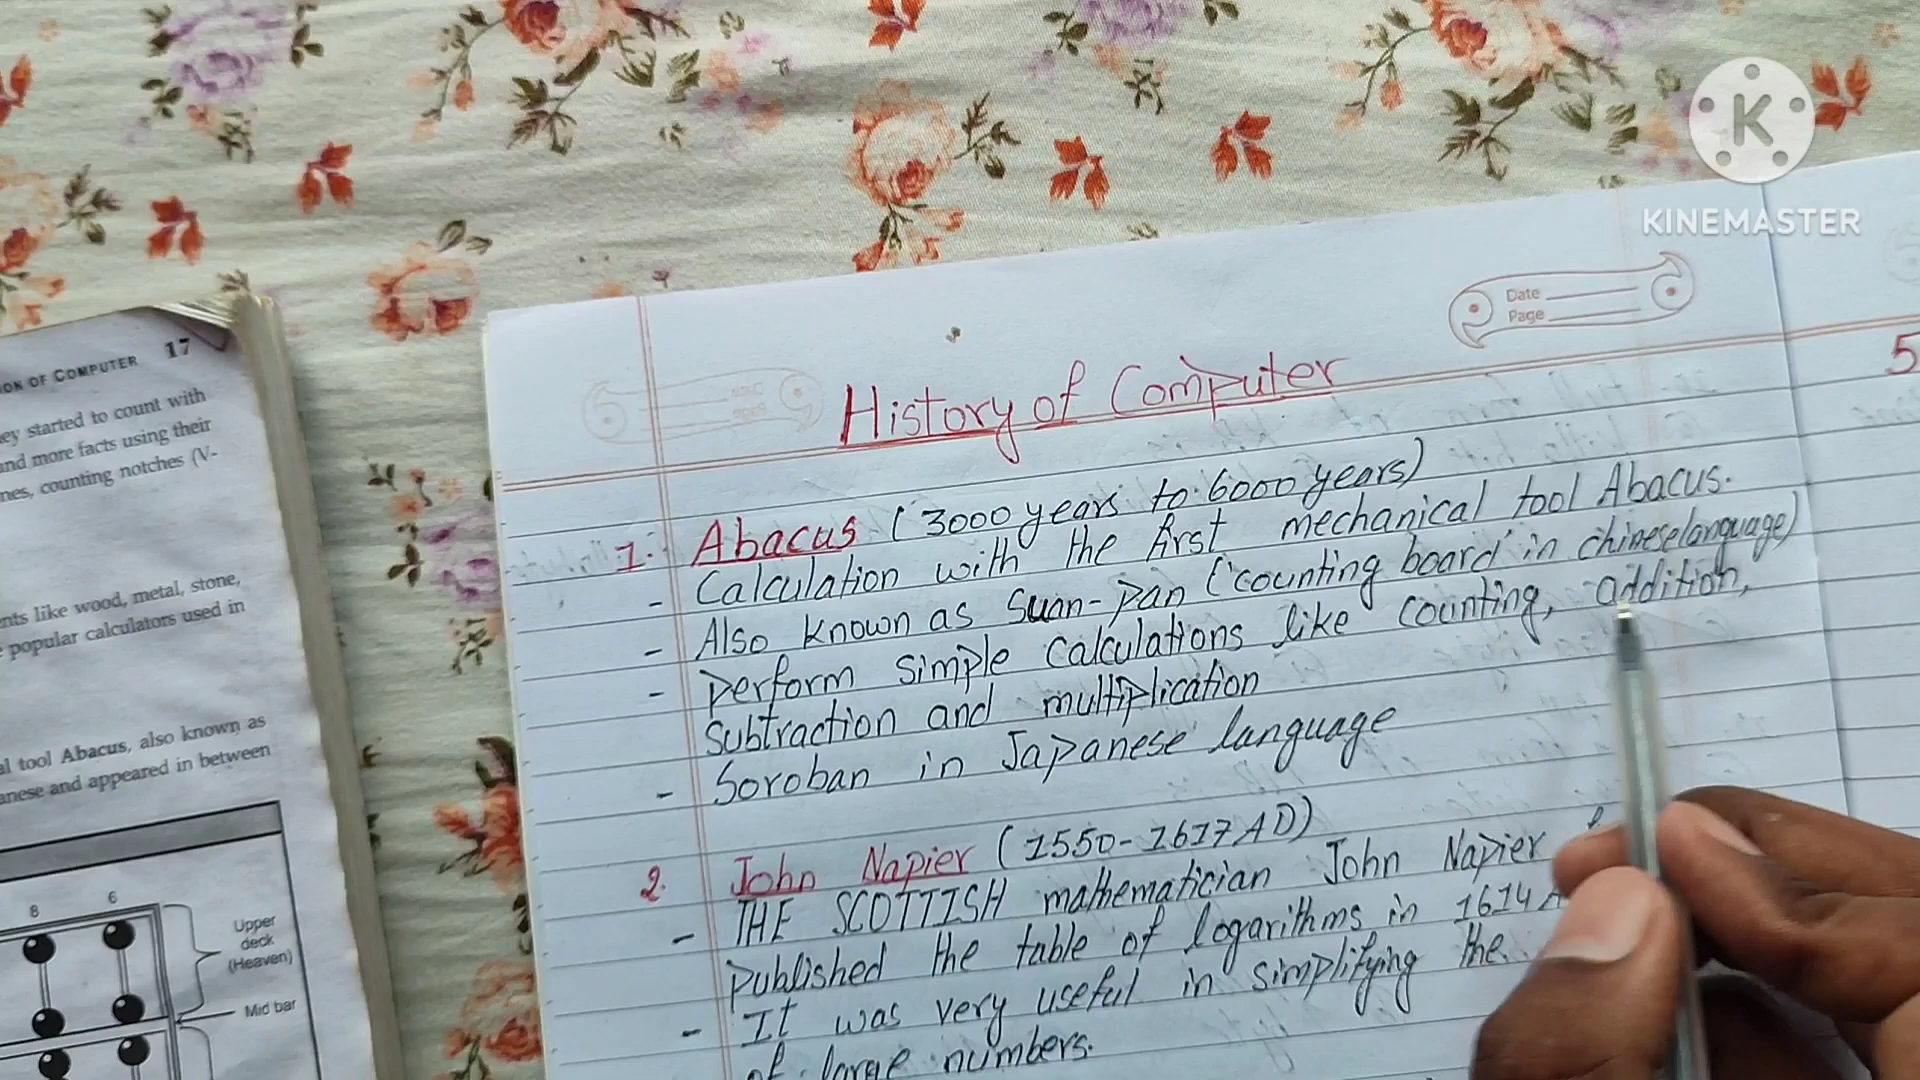 KINEMASTER
Date
Page
5
History of Computer
1. Abacus (3000 years to 6000 years)
- Calculation with the first mechanical tool Abacus.
- Also known as Suan-pan (counting board in chinese language)
- perform simple calculations like counting, addition,
subtraction and multiplication
- Soroban in Japanese language
2. John Napier (1550-1617 AD)
- THE SCOTTISH mathematician John Napier
published the table of logarithms in 1614 A
- It was very useful in simplifying the
of large numbers.
ION OF COMPUTER 17
ey started to count with
and more facts using their
nes, counting notches (V-
nts like wood, metal, stone,
popular calculators used in
al tool Abacus, also known as
anese and appeared in between
8 6
Upper
deck
(Heaven)
Mid bar